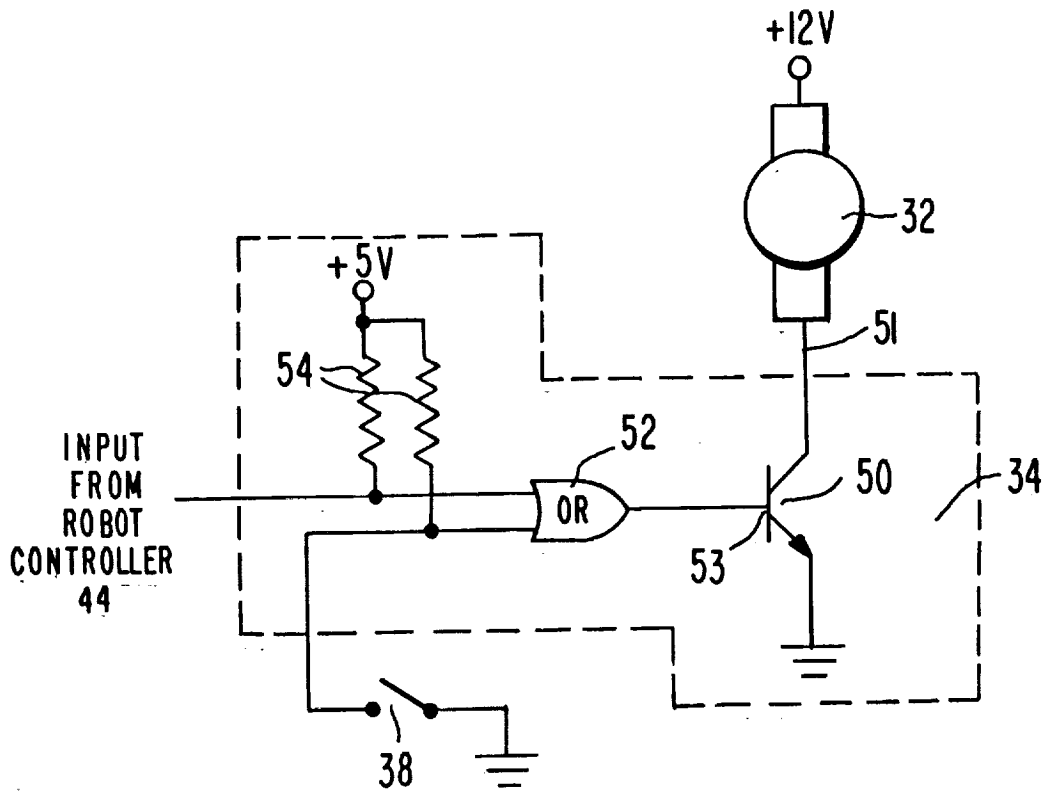 +12V
32
+5V
51
54
52
INPUT
FROM
ROBOT
CONTROLLER
44
OR
50
34
53
38